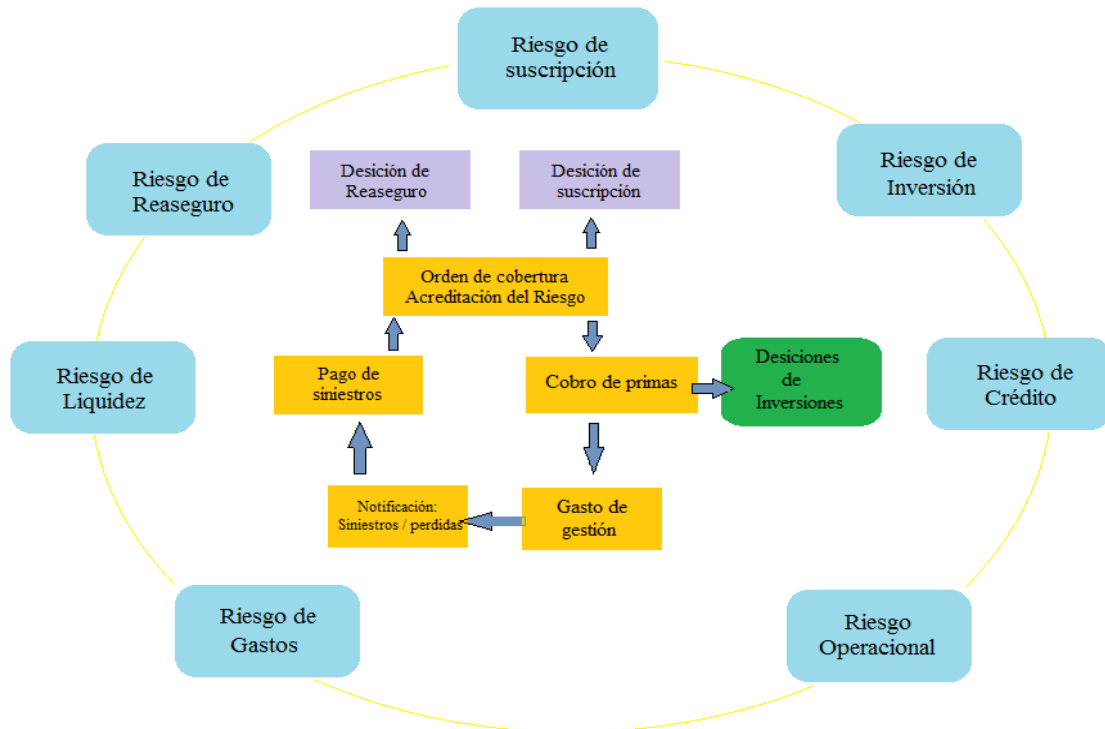 Riesgo de
suscripción
Riesgo de
Reaseguro
Riesgo de
Inversión
Desición de
Reaseguro
Desición de
suscripción
Orden de cobertura
Acreditación del Riesgo
Riesgo de
Liquidez
Pago de
siniestros
Cobro de primas
Desiciones
de
Inversiones
Riesgo de
Crédito
Notificación:
Siniestros / perdidas
Gasto de
gestión
Riesgo de
Gastos
Riesgo
Operacional